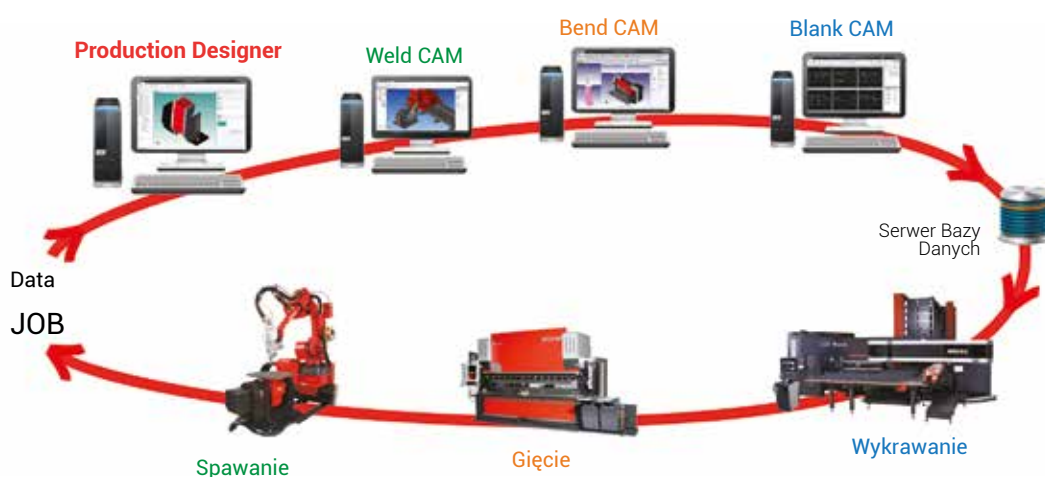 Production Designer
Weld CAM
Bend CAM
Blank CAM
Serwer Bazy
Danych
Data
JOB
Spawanie
Gięcie
Wykrawanie